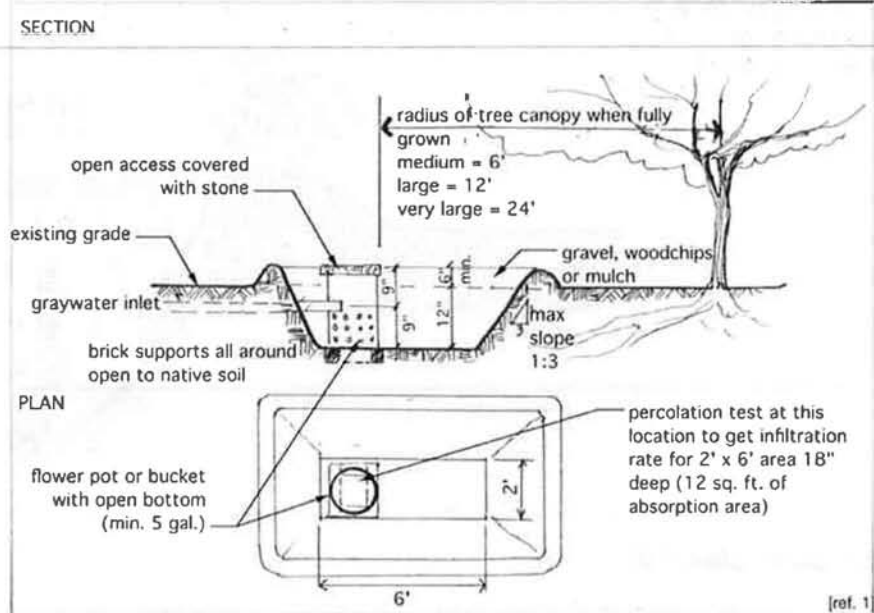 SECTION
radius of tree canopy when fully
grown
medium = 6'
large = 12'
very large = 24'
open access covered
with stone
existing grade
gravel, woodchips
or mulch
graywater inlet
9"
6"
min.
9"
12"
max
slope
1:3
3
brick supports all around
open to native soil
PLAN
percolation test at this
location to get infiltration
rate for 2' x 6' area 18"
deep (12 sq. ft. of
absorption area)
flower pot or bucket
with open bottom
(min. 5 gal.)
2'
6'
[ref. 1]